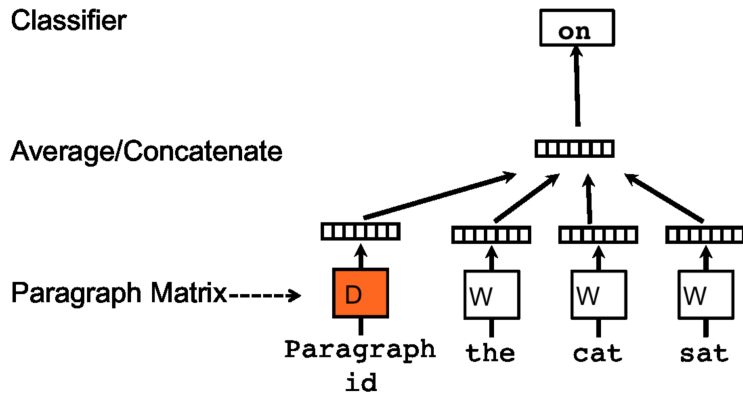 Classifier
on
Average/Concatenate
Paragraph Matrix
D
W
W
W
Paragraph
id
the
cat
sat